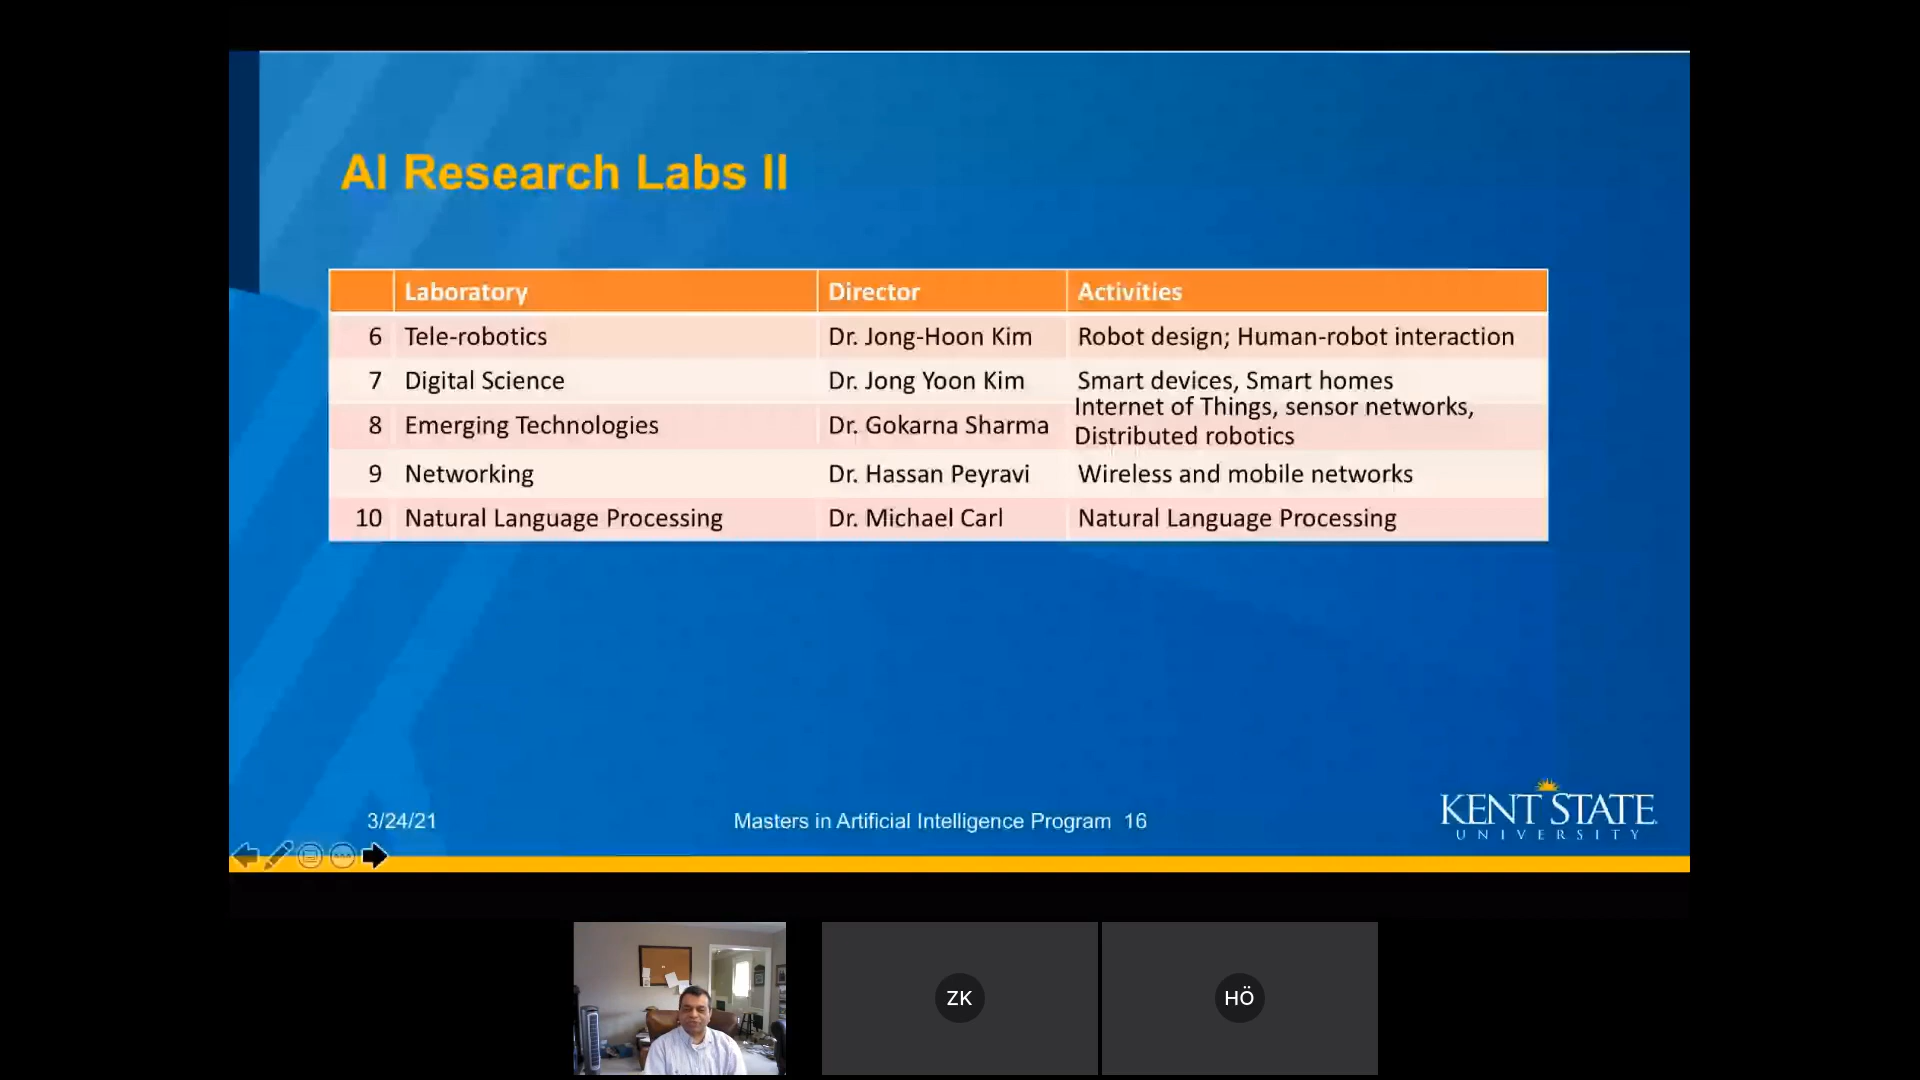 AI Research Labs II
Laboratory Director Activities
6 Tele-robotics Dr. Jong-Hoon Kim Robot design; Human-robot interaction
7 Digital Science Dr. Jong Yoon Kim Smart devices, Smart homes
8 Emerging Technologies Dr. Gokarna Sharma Internet of Things, sensor networks,
Distributed robotics
9 Networking Dr. Hassan Peyravi Wireless and mobile networks
10 Natural Language Processing Dr. Michael Carl Natural Language Processing
3/24/21 Masters in Artificial Intelligence Program 16
KENT STATE
UNIVERSITY
ZK HÖ